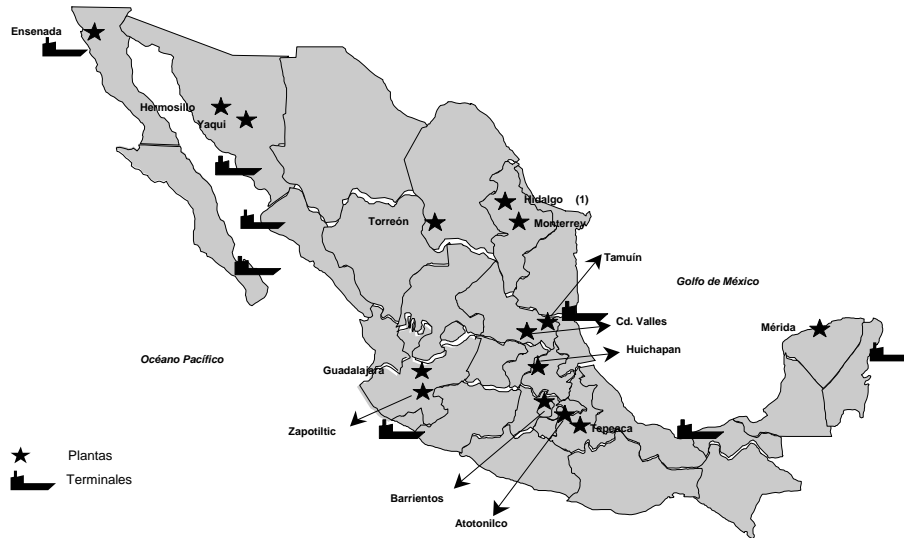 Ensenada
Hermosillo
Yaqui
Hidalgo (1)
Torreón
Monterrey
Tamuín
Golfo de México
Cd. Valles
Mérida
Huichapan
Océano Pacífico
Guadalajara
Zapotiltic
Tepeaca
Plantas
Terminales
Barrientos
Atotonilco